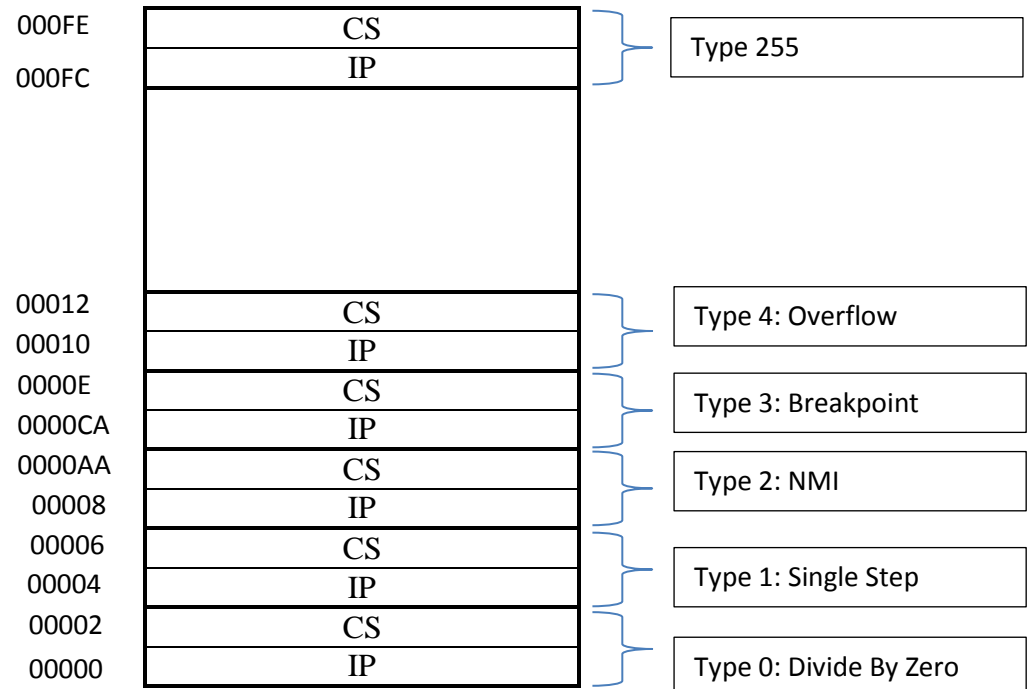 000FE CS
Type 255
000FC IP
00012 CS
Type 4: Overflow
00010 IP
0000E CS
Type 3: Breakpoint
0000CA IP
0000AA CS
Type 2: NMI
00008 IP
00006 CS
Type 1: Single Step
00004 IP
00002 CS
00000 IP
Type 0: Divide By Zero